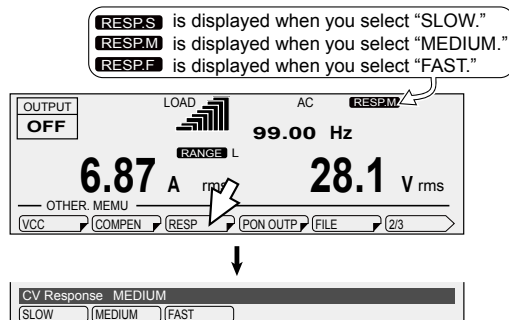 RESP.S is displayed when you select “SLOW.”
RESP.M is displayed when you select “MEDIUM.”
RESP.F is displayed when you select “FAST.”
OUTPUT LOAD AC RESP.M
OFF
99.00 Hz
RANGE L
6.87 A rms 28.1 V rms
OTHER. MEMU
VCC COMPEN RESP PON OUTP FILE 2/3
CV Response MEDIUM
SLOW MEDIUM FAST